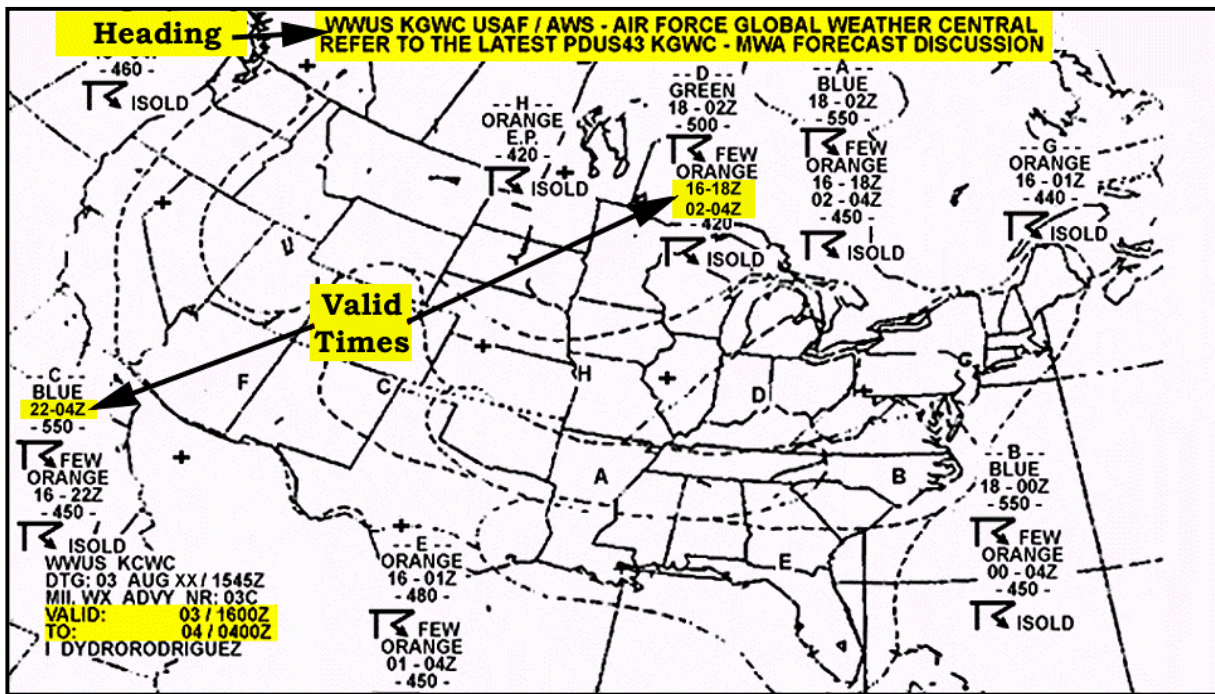 Heading
WWUS KGWC USAF / AWS - AIR FORCE GLOBAL WEATHER CENTRAL
REFER TO THE LATEST PDUS43 KGWC - MWA FORECAST DISCUSSION
- 460 -
ISOLD
- - H - -
ORANGE
E.P.
- 420 -
ISOLD
- - D - -
GREEN
18 - 02Z
- 500 -
FEW
ORANGE
16-18Z
02-04Z
- 420 -
ISOLD
- - A - -
BLUE
18 - 02Z
- 550 -
FEW
ORANGE
16 - 18Z
02 - 04Z
- 450 -
ISOLD
- - G - -
ORANGE
16 - 01Z
- 440 -
ISOLD
Valid
Times
- - C - -
BLUE
22-04Z
- 550 -
FEW
ORANGE
16 - 22Z
- 450 -
ISOLD
WWUS KCWC
DTG: 03 AUG XX / 1545Z
MIL WX ADVY NR: 03C
VALID: 03 / 1600Z
TO: 04 / 0400Z
I DYDRORODRIGUEZ
F
C
H
D
G
A
B
E
- - E - -
ORANGE
16 - 01Z
- 480 -
FEW
ORANGE
01 - 04Z
- 450 -
- - B - -
BLUE
18 - 00Z
- 550 -
FEW
ORANGE
00 - 04Z
- 450 -
ISOLD